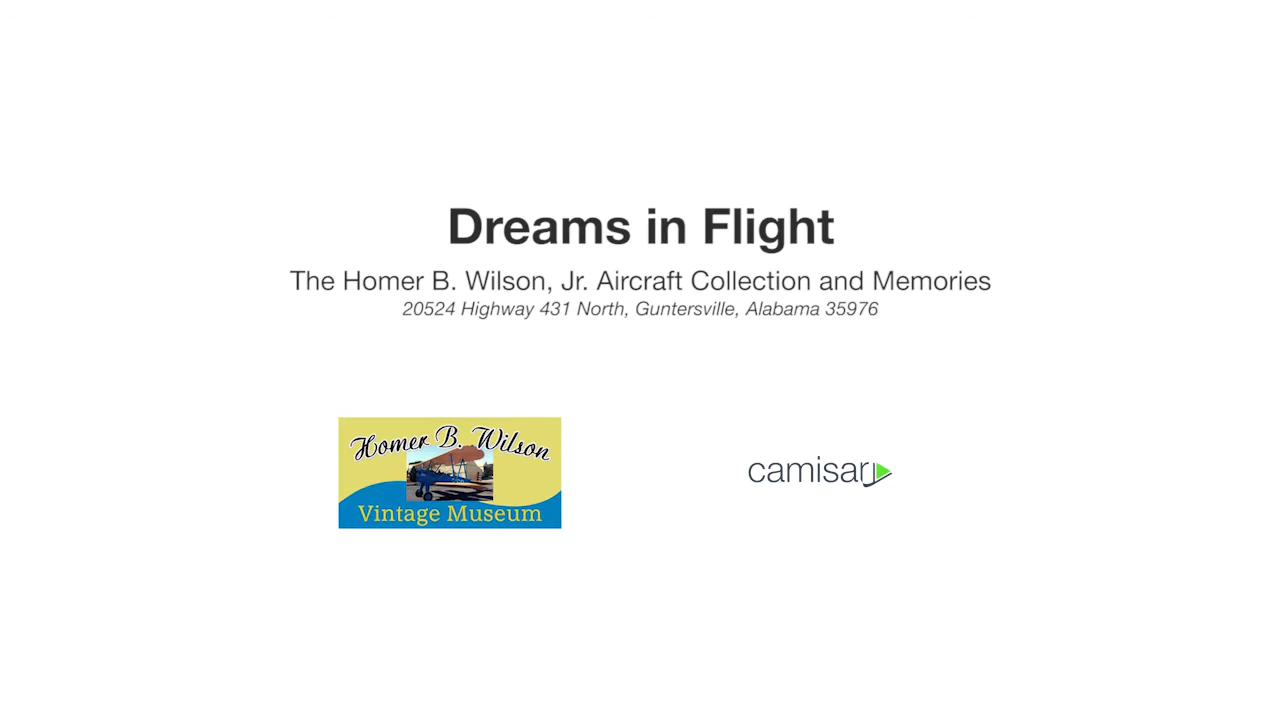 Dreams in Flight
The Homer B. Wilson, Jr. Aircraft Collection and Memories
20524 Highway 431 North, Guntersville, Alabama 35976
Homer B. Wilson
Vintage Museum
camisari